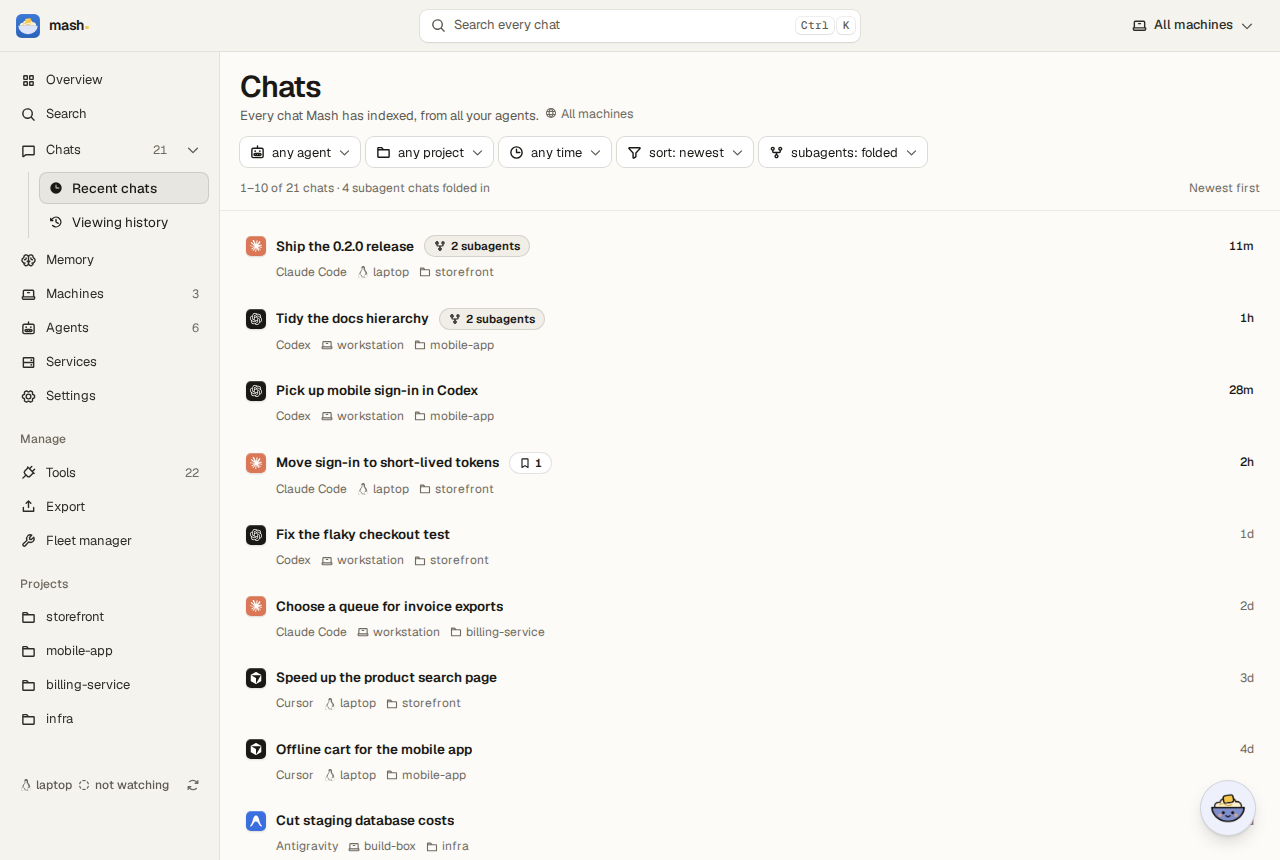 mash.
Search every chat
Ctrl K
All machines
Overview
Search
Chats 21
Recent chats
Viewing history
Memory
Machines 3
Agents 6
Services
Settings
Manage
Tools 22
Export
Fleet manager
Projects
storefront
mobile-app
billing-service
infra
laptop not watching
Chats
Every chat Mash has indexed, from all your agents. All machines
any agent any project any time sort: newest subagents: folded
1–10 of 21 chats · 4 subagent chats folded in Newest first
Ship the 0.2.0 release 2 subagents 11m
Claude Code laptop storefront
Tidy the docs hierarchy 2 subagents 1h
Codex workstation mobile-app
Pick up mobile sign-in in Codex 28m
Codex workstation mobile-app
Move sign-in to short-lived tokens 1 2h
Claude Code laptop storefront
Fix the flaky checkout test 1d
Codex workstation storefront
Choose a queue for invoice exports 2d
Claude Code workstation billing-service
Speed up the product search page 3d
Cursor laptop storefront
Offline cart for the mobile app 4d
Cursor laptop mobile-app
Cut staging database costs
Antigravity build-box infra